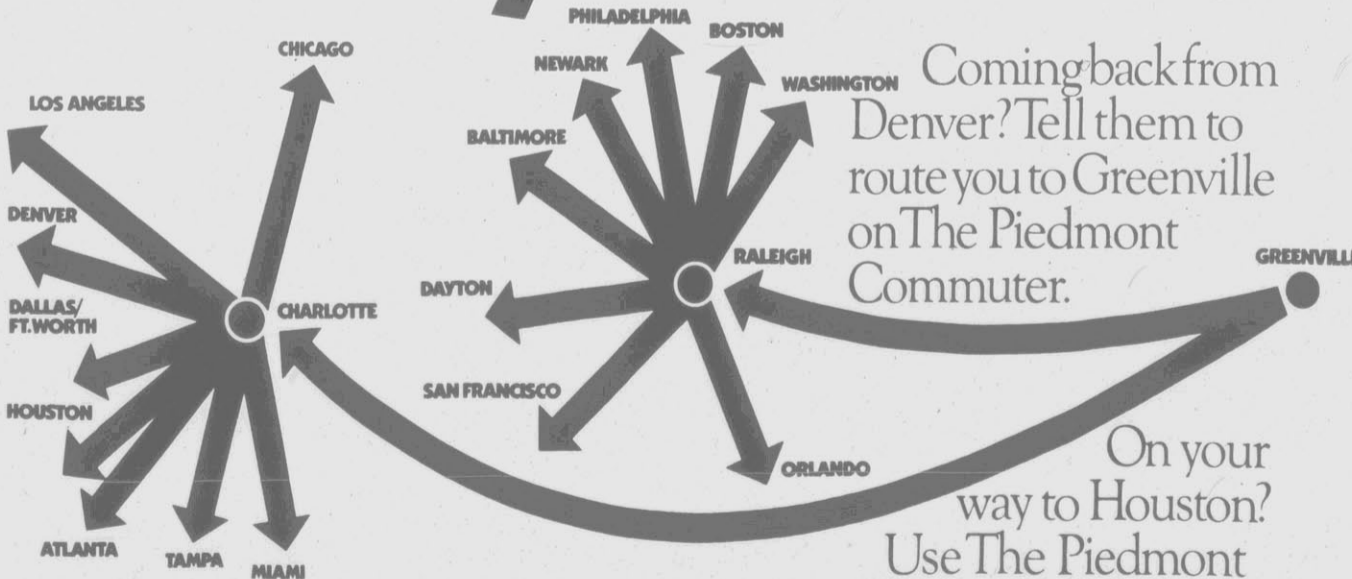 PHILADELPHIA
BOSTON
CHICAGO
NEWARK
WASHINGTON
LOS ANGELES
BALTIMORE
Coming back from
Denver? Tell them to
route you to Greenville
on The Piedmont
Commuter.
DENVER
RALEIGH
GREENVILLE
DAYTON
DALLAS/
FT. WORTH
CHARLOTTE
SAN FRANCISCO
HOUSTON
ORLANDO
On your
way to Houston?
Use The Piedmont
ATLANTA
TAMPA
MIAMI